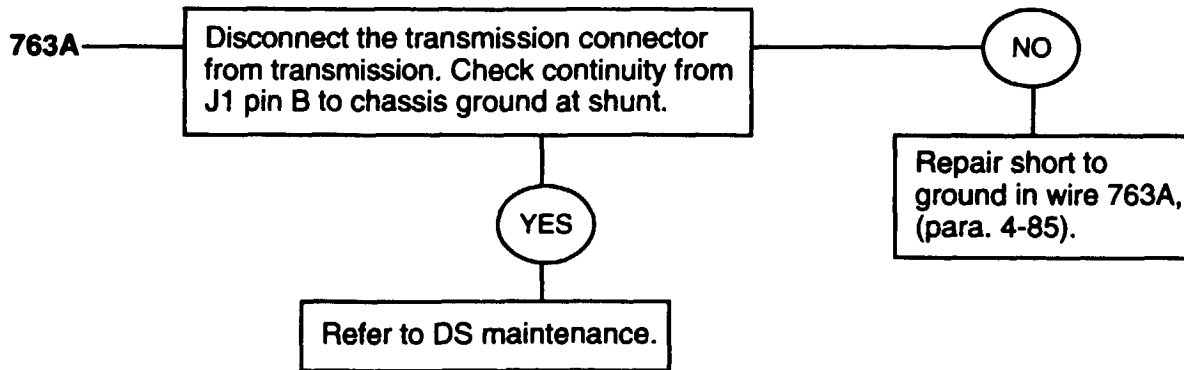 763A
Disconnect the transmission connector
from transmission. Check continuity from
J1 pin B to chassis ground at shunt.
NO
Repair short to
ground in wire 763A,
(para. 4-85).
YES
Refer to DS maintenance.